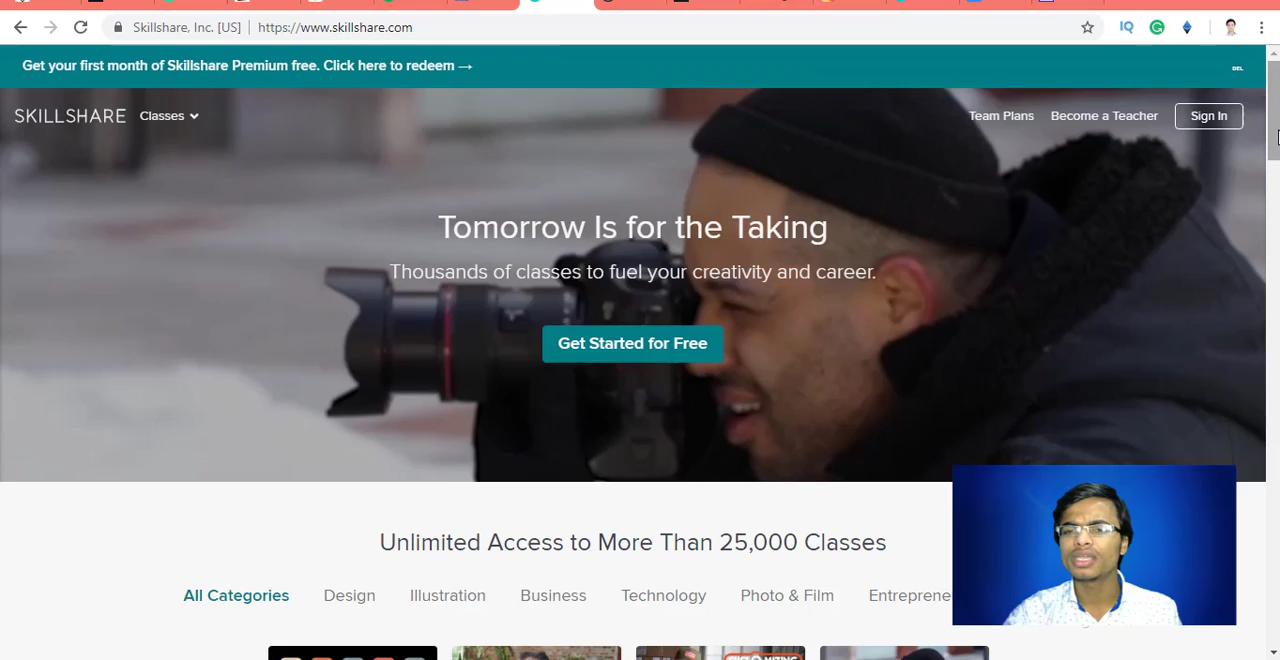 Skillshare, Inc. [US] https://www.skillshare.com
IQ
Get your first month of Skillshare Premium free. Click here to redeem →
SKILLSHARE Classes Team Plans Become a Teacher Sign In
Tomorrow Is for the Taking
Thousands of classes to fuel your creativity and career.
Get Started for Free
Unlimited Access to More Than 25,000 Classes
All Categories Design Illustration Business Technology Photo & Film Entreprene